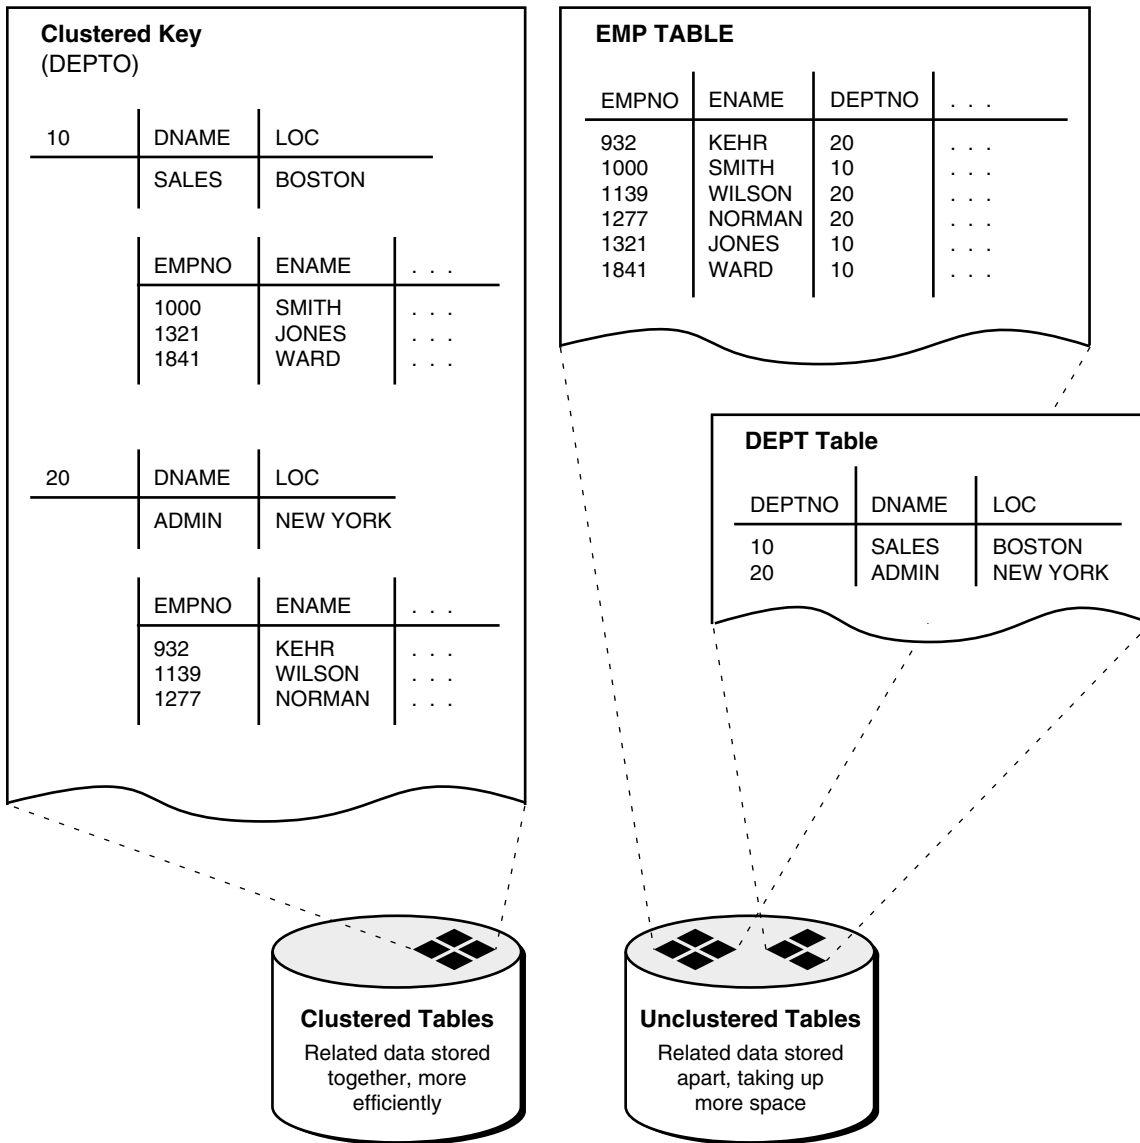 Clustered Key
(DEPTO)
10 DNAME LOC
SALES BOSTON
EMPNO ENAME . . .
1000 SMITH . . .
1321 JONES . . .
1841 WARD . . .
20 DNAME LOC
ADMIN NEW YORK
EMPNO ENAME . . .
932 KEHR . . .
1139 WILSON . . .
1277 NORMAN . . .
EMP TABLE
EMPNO ENAME DEPTNO . . .
932 KEHR 20 . . .
1000 SMITH 10 . . .
1139 WILSON 20 . . .
1277 NORMAN 20 . . .
1321 JONES 10 . . .
1841 WARD 10 . . .
DEPT Table
DEPTNO DNAME LOC
10 SALES BOSTON
20 ADMIN NEW YORK
Clustered Tables
Related data stored
together, more
efficiently
Unclustered Tables
Related data stored
apart, taking up
more space